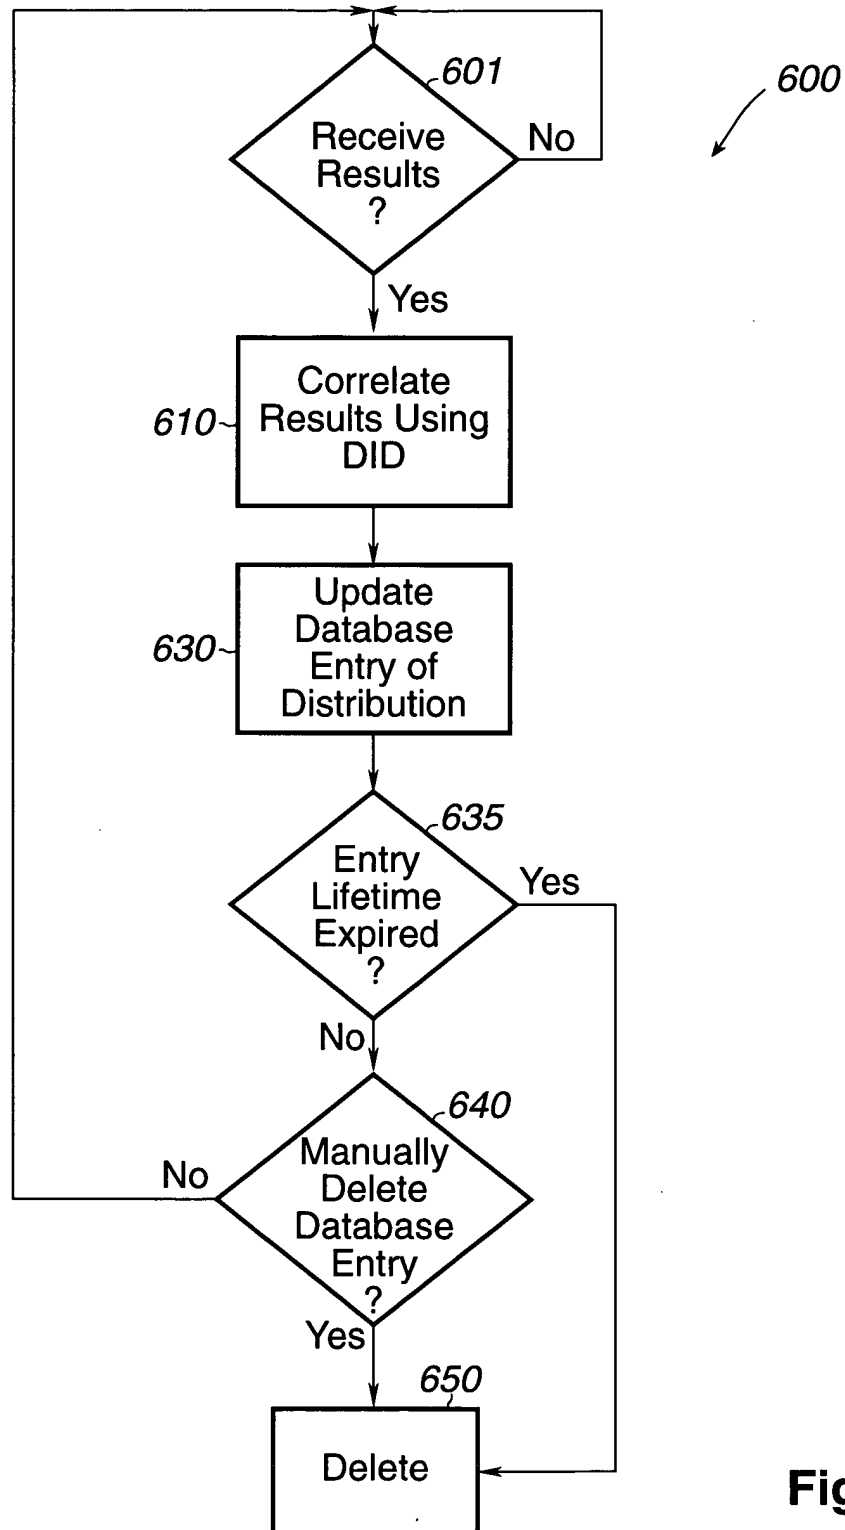 601
600
Receive
Results
?
No
Yes
Correlate
Results Using
DID
610
Update
Database
Entry of
Distribution
630
635
Entry
Lifetime
Expired
?
Yes
No
640
Manually
Delete
Database
Entry
?
No
Yes
650
Delete
Fig